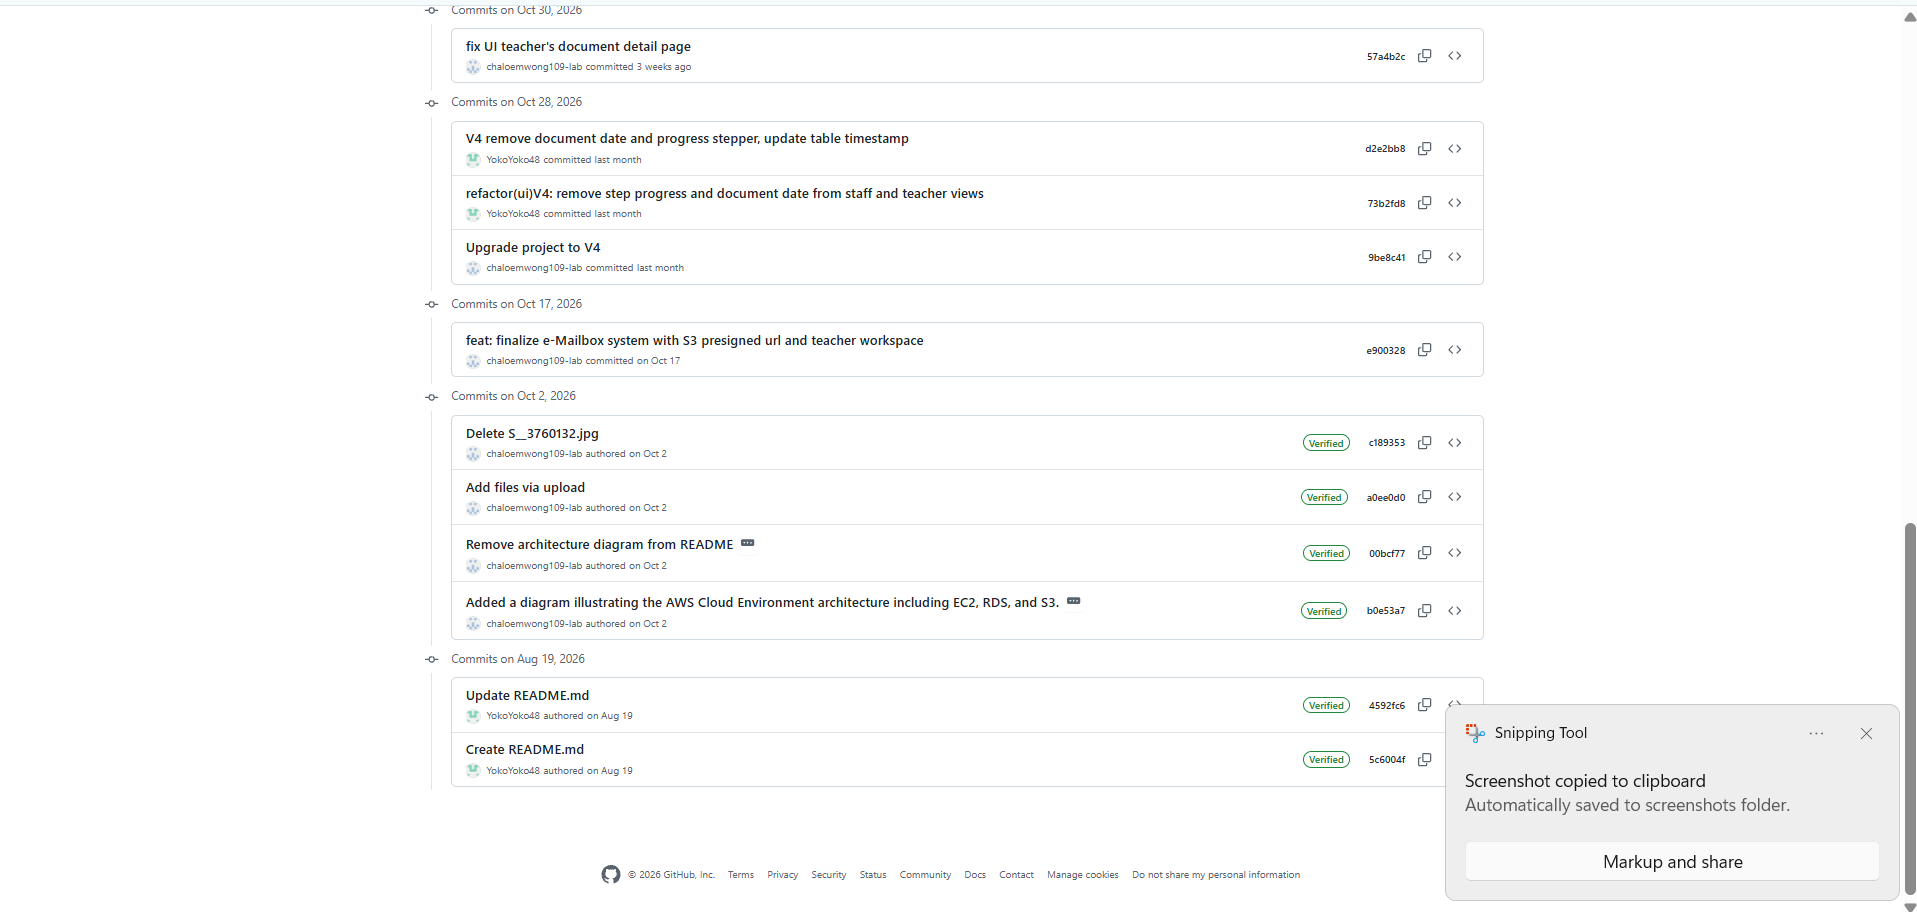 Commits on Oct 30, 2026
fix UI teacher's document detail page
chaloemwong109-lab committed 3 weeks ago
57a4b2c
Commits on Oct 28, 2026
V4 remove document date and progress stepper, update table timestamp
YokoYoko48 committed last month
d2e2bb8
refactor(ui)V4: remove step progress and document date from staff and teacher views
YokoYoko48 committed last month
73b2fd8
Upgrade project to V4
chaloemwong109-lab committed last month
9be8c41
Commits on Oct 17, 2026
feat: finalize e-Mailbox system with S3 presigned url and teacher workspace
chaloemwong109-lab committed on Oct 17
e900328
Commits on Oct 2, 2026
Delete S__3760132.jpg
chaloemwong109-lab authored on Oct 2
Verified c189353
Add files via upload
chaloemwong109-lab authored on Oct 2
Verified a0ee0d0
Remove architecture diagram from README
chaloemwong109-lab authored on Oct 2
Verified 00bcf77
Added a diagram illustrating the AWS Cloud Environment architecture including EC2, RDS, and S3.
chaloemwong109-lab authored on Oct 2
Verified b0e53a7
Commits on Aug 19, 2026
Update README.md
YokoYoko48 authored on Aug 19
Verified 4592fc6
Create README.md
YokoYoko48 authored on Aug 19
Verified 5c6004f
Snipping Tool
Screenshot copied to clipboard
Automatically saved to screenshots folder.
Markup and share
© 2026 GitHub, Inc. Terms Privacy Security Status Community Docs Contact Manage cookies Do not share my personal information